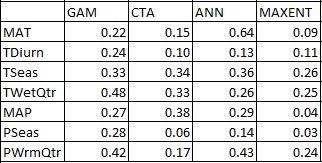 GAM CTA ANN MAXENT
MAT 0.22 0.15 0.64 0.09
TDiurn 0.24 0.10 0.13 0.11
TSeas 0.33 0.34 0.36 0.26
TWetQtr 0.48 0.33 0.26 0.25
MAP 0.27 0.38 0.29 0.04
PSeas 0.28 0.06 0.14 0.03
PWrmQtr 0.42 0.17 0.43 0.24